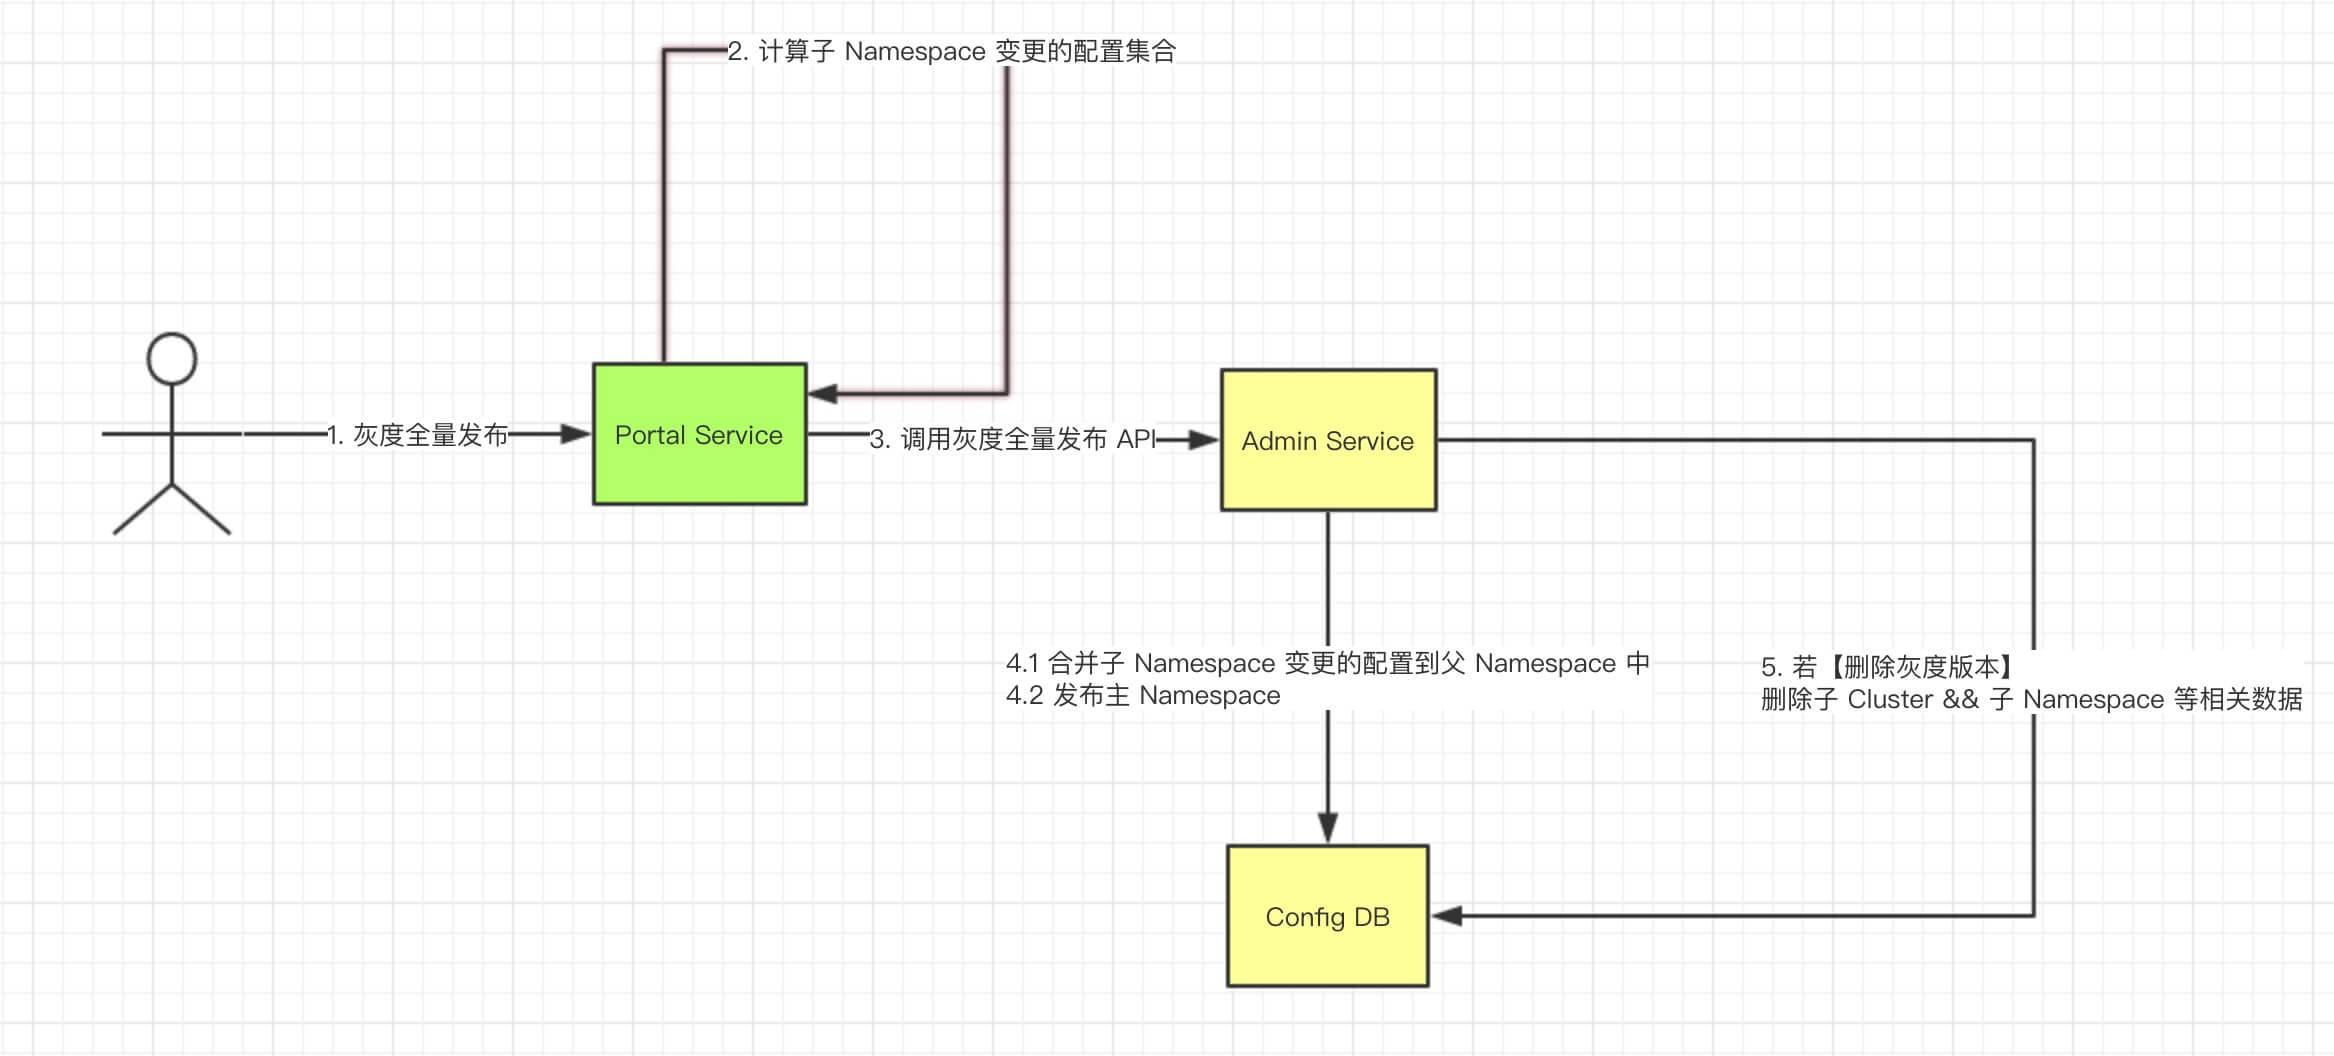 2. 计算子 Namespace 变更的配置集合
1. 灰度全量发布
Portal Service
3. 调用灰度全量发布 API
Admin Service
4.1 合并子 Namespace 变更的配置到父 Namespace 中
4.2 发布主 Namespace
5. 若【删除灰度版本】
删除子 Cluster && 子 Namespace 等相关数据
Config DB